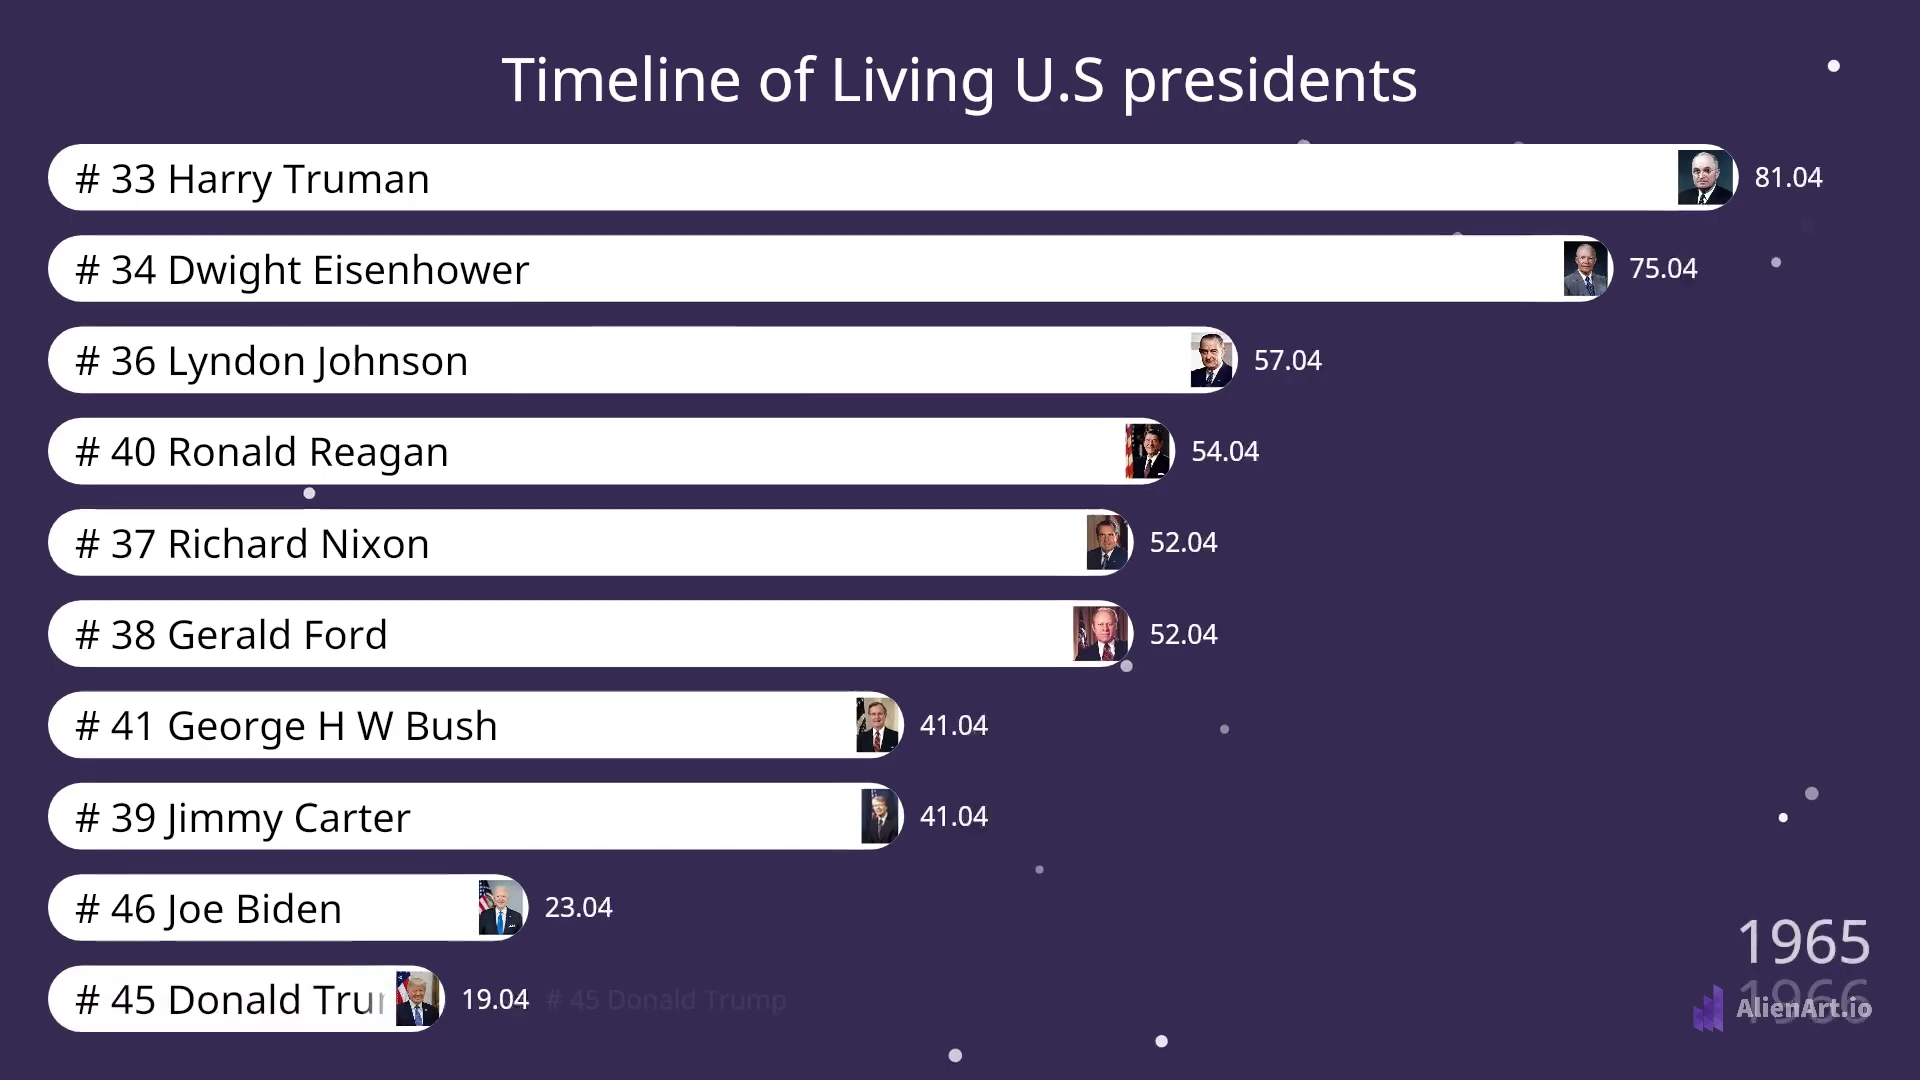 Timeline of Living U.S presidents
# 33 Harry Truman 81.04
# 34 Dwight Eisenhower 75.04
# 36 Lyndon Johnson 57.04
# 40 Ronald Reagan 54.04
# 37 Richard Nixon 52.04
# 38 Gerald Ford 52.04
# 41 George H W Bush 41.04
# 39 Jimmy Carter 41.04
# 46 Joe Biden 23.04
# 45 Donald Trum 19.04 # 45 Donald Trump
1965
1966
AlienArt.io